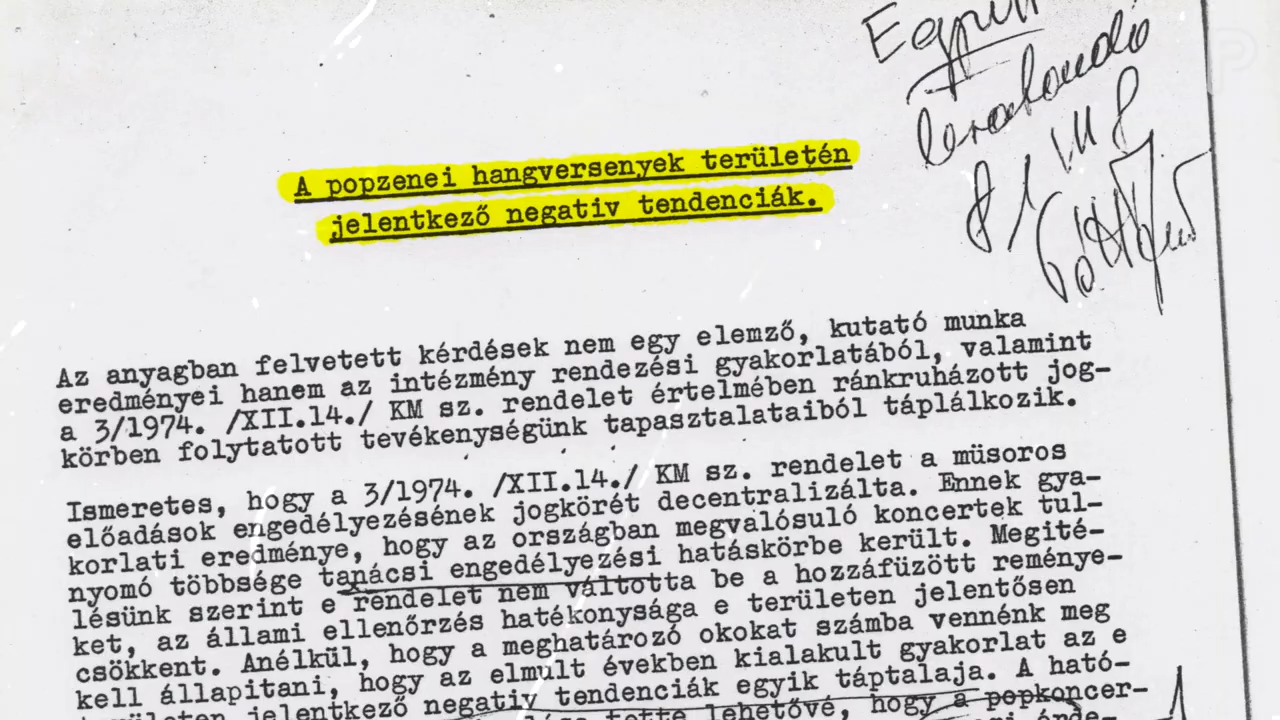 A popzenei hangversenyek területén
jelentkező negativ tendenciák.
Az anyagban felvetett kérdések nem egy elemző, kutató munka
eredményei hanem az intézmény rendezési gyakorlatából, valamint
a 3/1974. /XII.14./ KM sz. rendelet értelmében ránkruházott jog-
körben folytatott tevékenységünk tapasztalataiból táplálkozik.
Ismeretes, hogy a 3/1974. /XII.14./ KM sz. rendelet a müsoros
előadások engedélyezésének jogkörét decentralizálta. Ennek gya-
korlati eredménye, hogy az országban megvalósuló koncertek tul-
nyomó többsége tanácsi engedélyezési hatáskörbe került. Megité-
lésünk szerint e rendelet nem váltotta be a hozzáfüzött reménye-
ket, az állami ellenőrzés hatékonysága e területen jelentősen
csökkent. Anélkül, hogy a meghatározó okokat számba vennénk meg
kell állapitani, hogy az elmult években kialakult gyakorlat az e
területen jelentkező negativ tendenciák egyik táptalaja. A ható-
tette lehetővé, hogy a popkoncer-